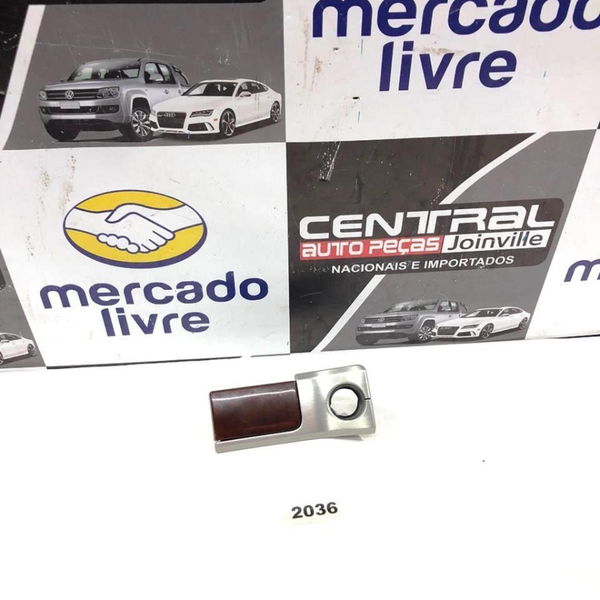 mercado
livre
CENTRAL
AUTO PEÇAS Joinville
NACIONAIS E IMPORTADOS
mercado
livre
2036